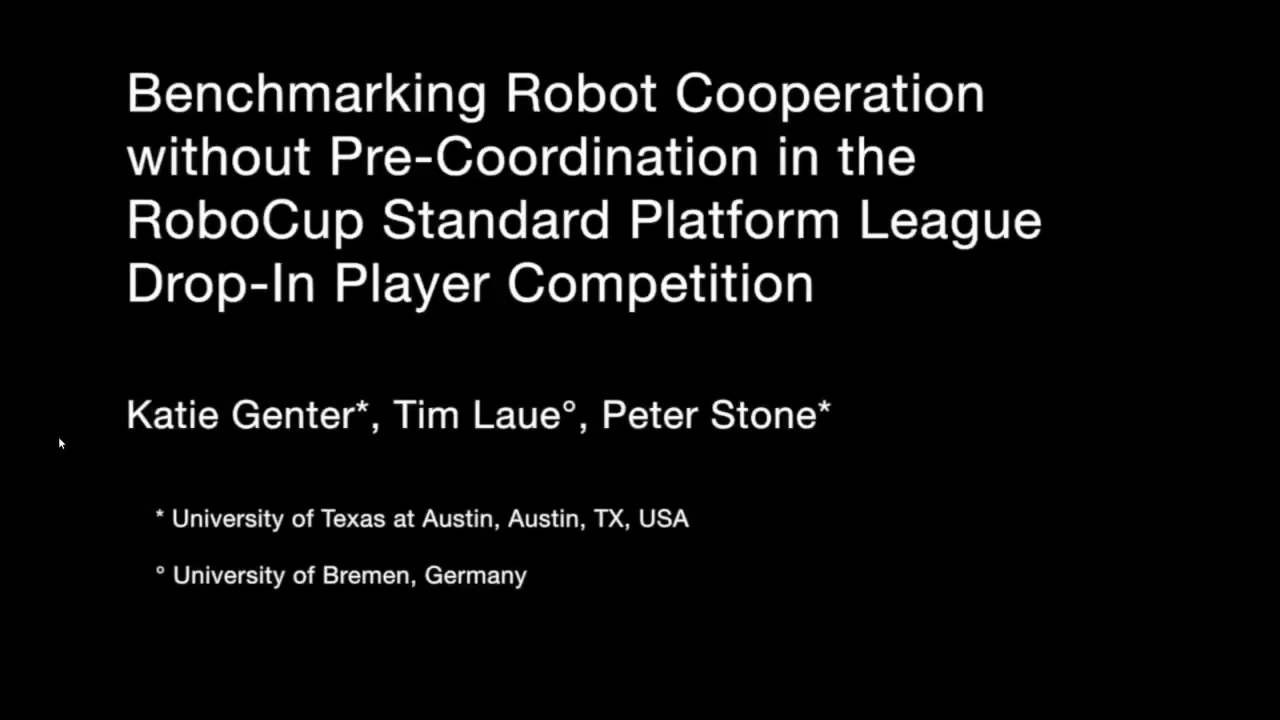 Benchmarking Robot Cooperation
without Pre-Coordination in the
RoboCup Standard Platform League
Drop-In Player Competition
Katie Genter*, Tim Laue°, Peter Stone*
* University of Texas at Austin, Austin, TX, USA
° University of Bremen, Germany